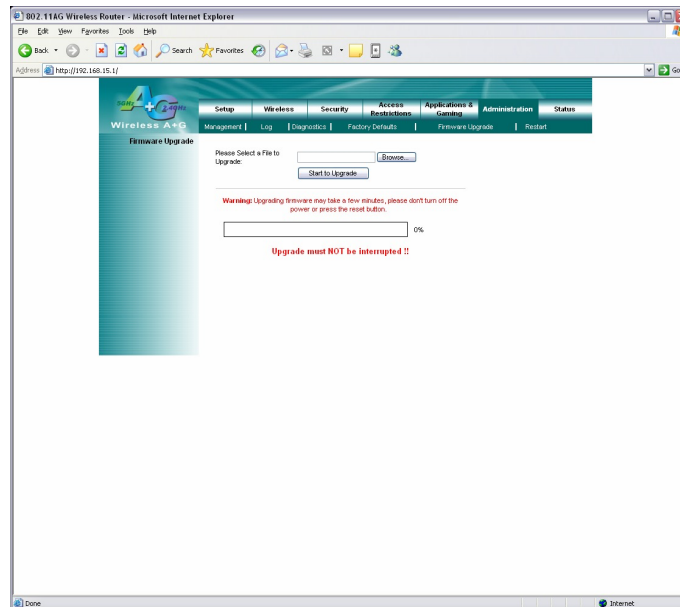 802.11AG Wireless Router - Microsoft Internet Explorer
File Edit View Favorites Tools Help
Back Search Favorites
Address http://192.168.15.1/ Go
5GHz A+G 2.4GHz
Wireless A+G
Setup Wireless Security Access Restrictions Applications & Gaming Administration Status
Management | Log | Diagnostics | Factory Defaults | Firmware Upgrade | Restart
Firmware Upgrade
Please Select a File to
Upgrade:
Browse...
Start to Upgrade
Warning: Upgrading firmware may take a few minutes, please don't turn off the
power or press the reset button.
0%
Upgrade must NOT be interrupted !!
Done Internet